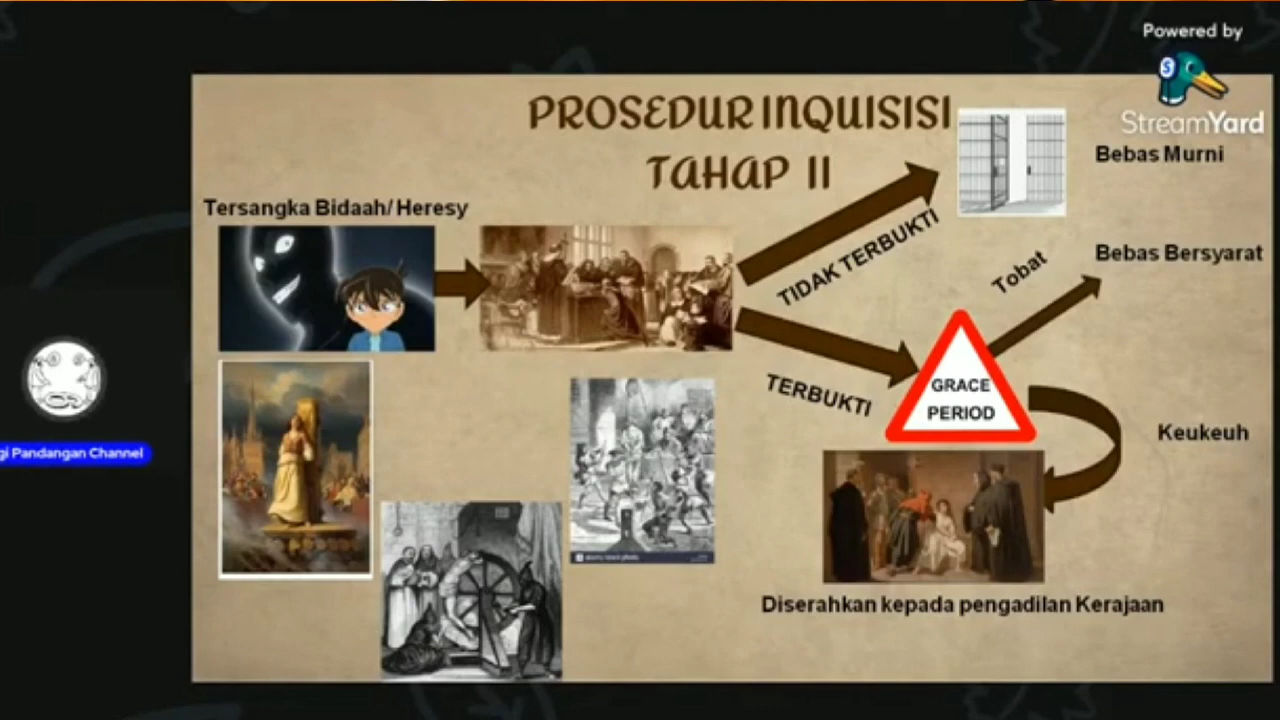 Powered by
StreamYard
PROSEDUR INQUISISI
TAHAP II
Bebas Murni
Tersangka Bidaah/ Heresy
TIDAK TERBUKTI
Tobat
Bebas Bersyarat
GRACE
PERIOD
TERBUKTI
Keukeuh
gi Pandangan Channel
Diserahkan kepada pengadilan Kerajaan